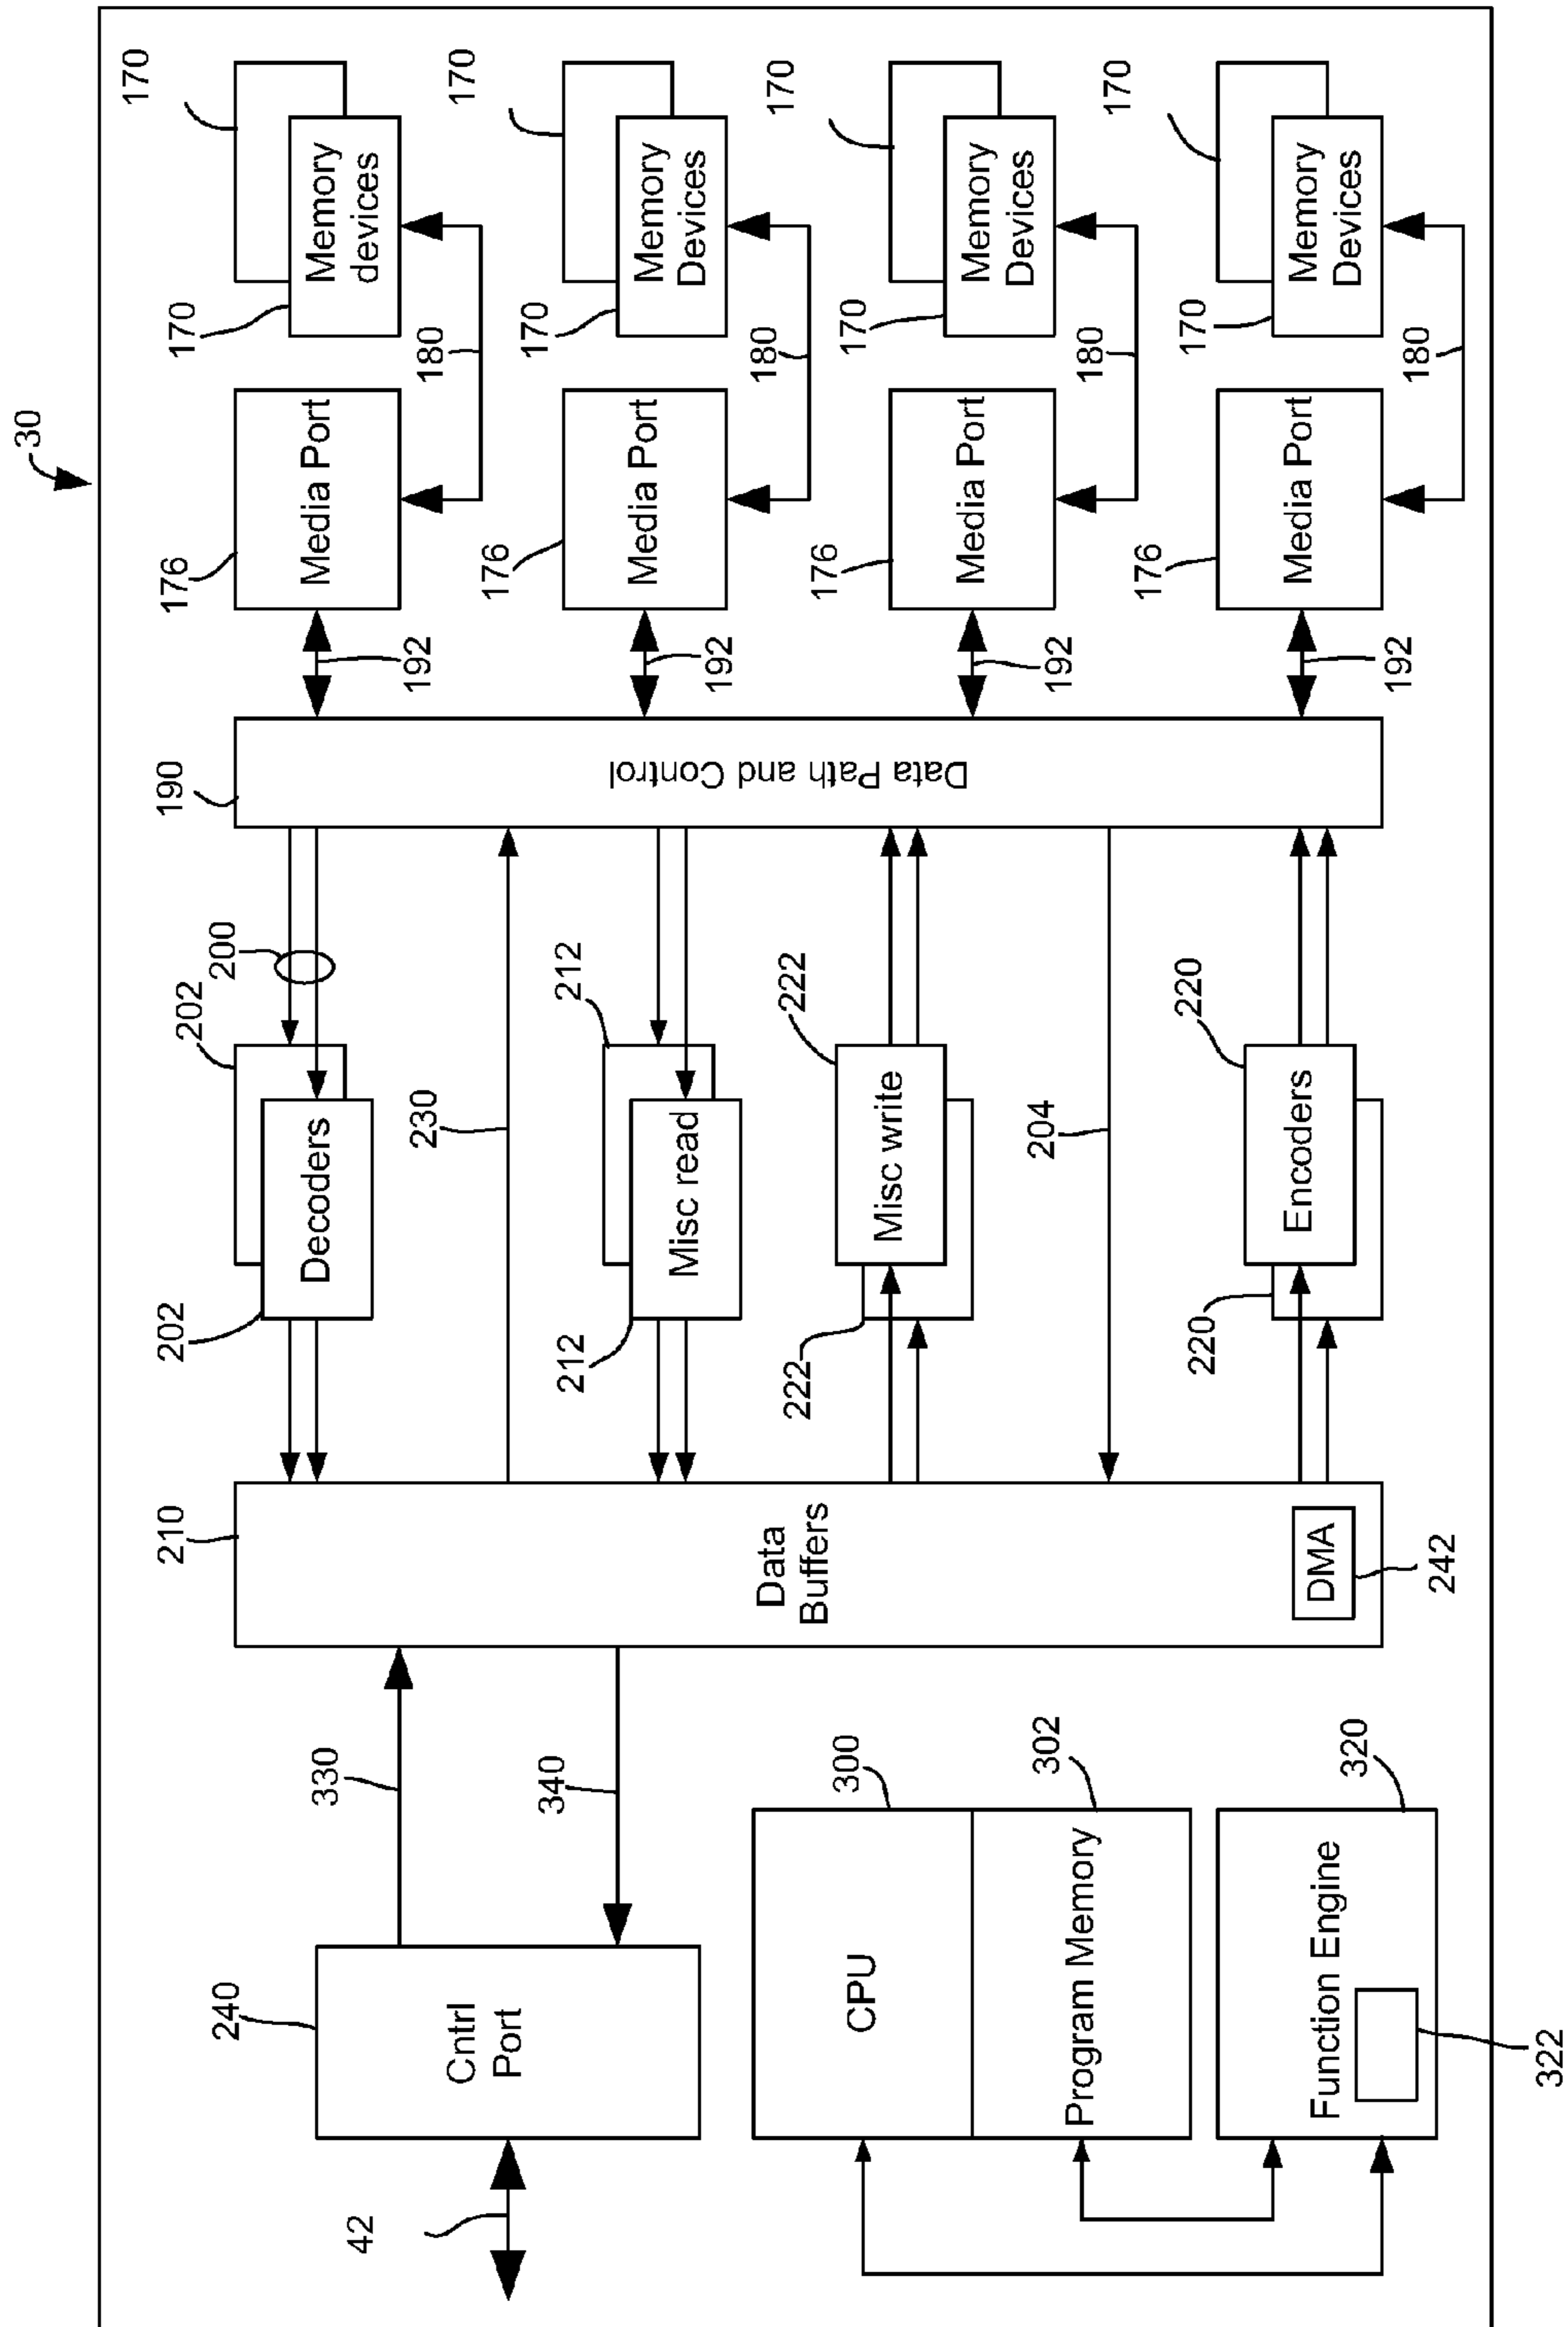 30
240
Cntrl
Port
42
330
340
CPU
300
Program Memory
302
Function Engine
320
322
210
Data
Buffers
DMA
242
202
202
Decoders
200
230
212
212
Misc read
222
222
Misc write
204
220
220
Encoders
190
Data Path and Control
192
176
Media Port
180
170
170
Memory
devices
192
176
Media Port
180
170
170
Memory
Devices
192
176
Media Port
180
170
170
Memory
Devices
192
176
Media Port
180
170
170
Memory
Devices